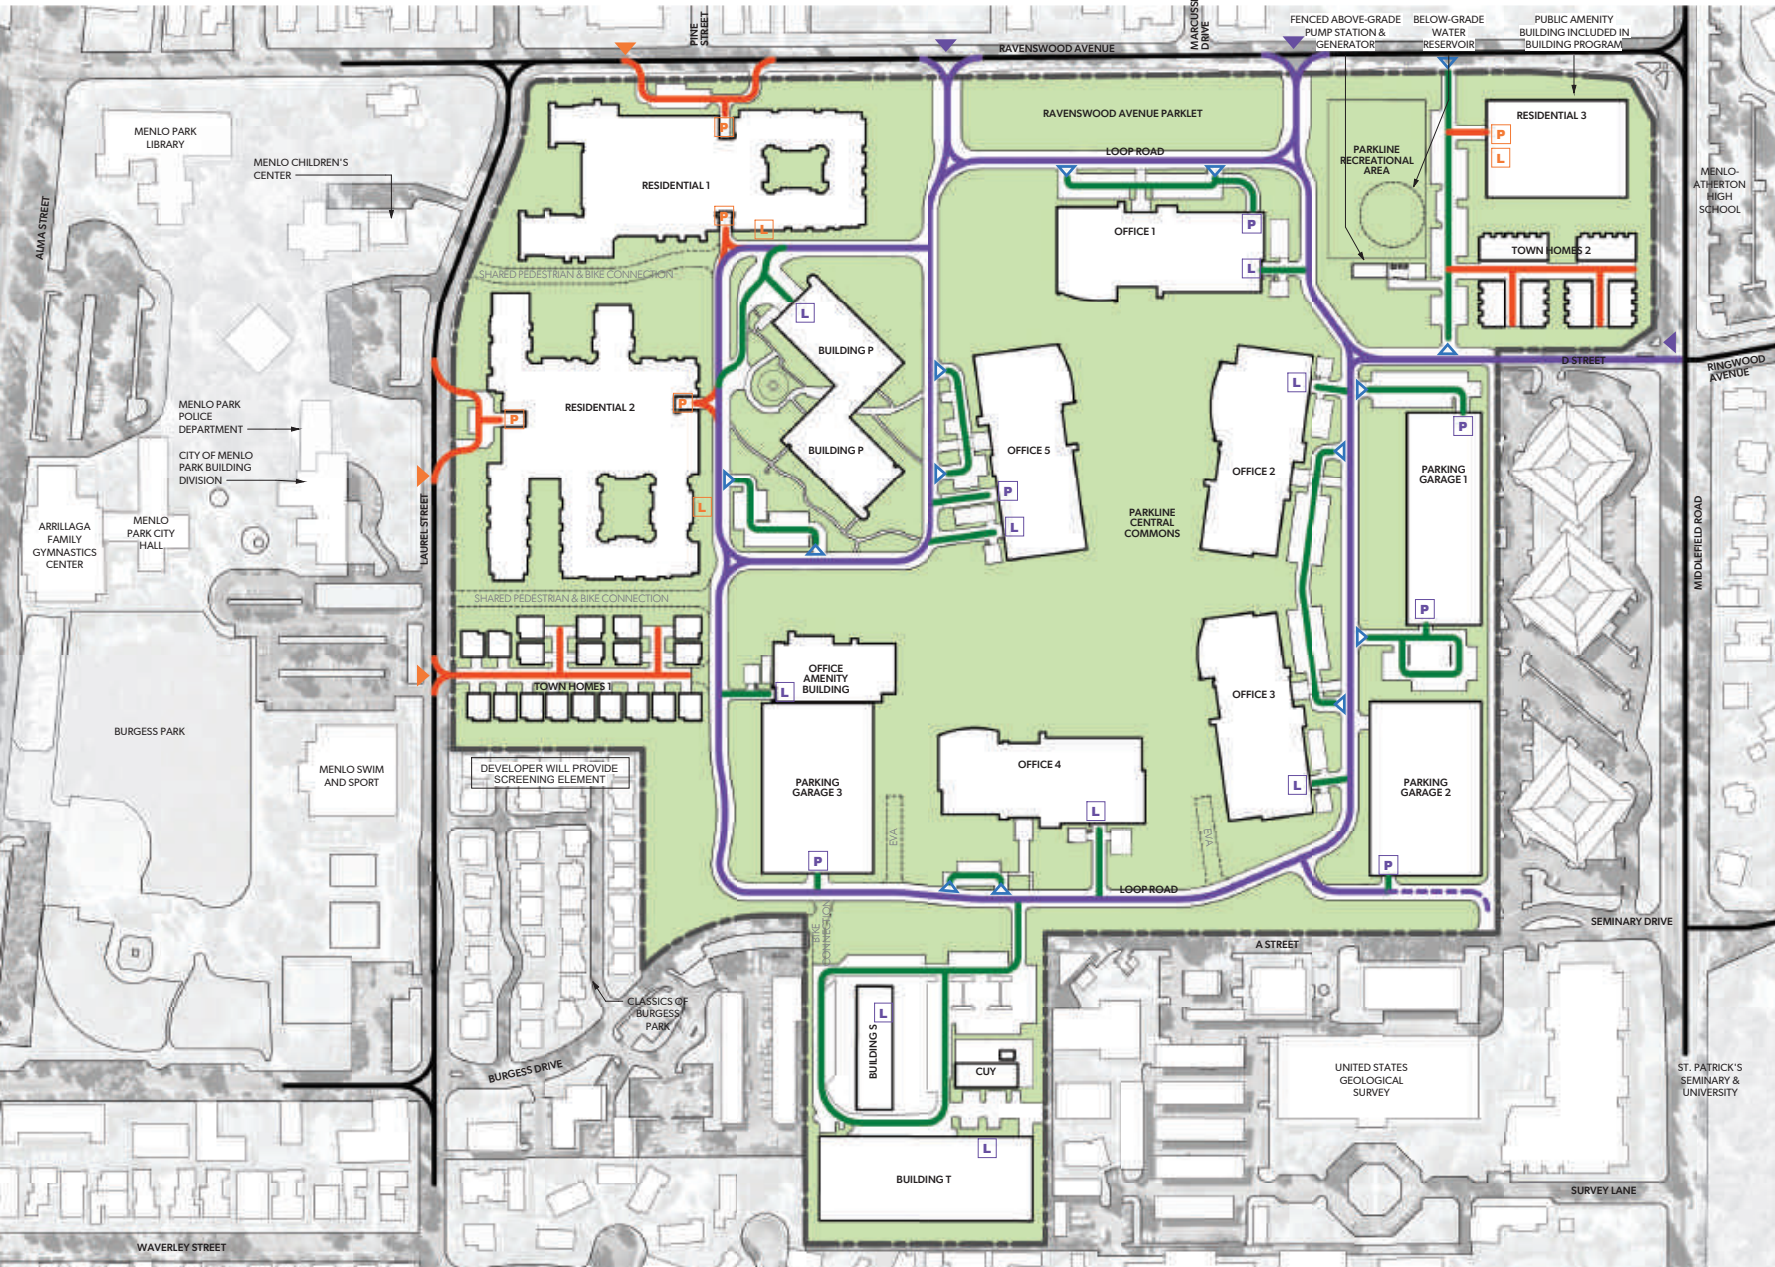 PINE
STREET
MARCUSSI
DRIVE
RAVENSWOOD AVENUE
FENCED ABOVE-GRADE
PUMP STATION &
GENERATOR
BELOW-GRADE
WATER
RESERVOIR
PUBLIC AMENITY
BUILDING INCLUDED IN
BUILDING PROGRAM
MENLO PARK
LIBRARY
MENLO CHILDREN'S
CENTER
ALMA STREET
P
RESIDENTIAL 1
P
L
RAVENSWOOD AVENUE PARKLET
LOOP ROAD
PARKLINE
RECREATIONAL
AREA
RESIDENTIAL 3
P
L
MENLO-
ATHERTON
HIGH
SCHOOL
OFFICE 1
P
L
TOWN HOMES 2
SHARED PEDESTRIAN & BIKE CONNECTION
L
BUILDING P
BUILDING P
D STREET
RINGWOOD
AVENUE
MENLO PARK
POLICE
DEPARTMENT
CITY OF MENLO
PARK BUILDING
DIVISION
RESIDENTIAL 2
P
P
L
OFFICE 5
P
L
OFFICE 2
L
PARKING
GARAGE 1
P
P
PARKLINE
CENTRAL
COMMONS
ARRILLAGA
FAMILY
GYMNASTICS
CENTER
MENLO
PARK CITY
HALL
LAUREL STREET
MIDDLEFIELD ROAD
SHARED PEDESTRIAN & BIKE CONNECTION
TOWN HOMES 1
OFFICE
AMENITY
BUILDING
L
OFFICE 3
L
BURGESS PARK
MENLO SWIM
AND SPORT
DEVELOPER WILL PROVIDE
SCREENING ELEMENT
PARKING
GARAGE 3
P
OFFICE 4
L
PARKING
GARAGE 2
P
EVA
EVA
LOOP ROAD
BIKE
CONNECTION
SEMINARY DRIVE
A STREET
CLASSICS OF
BURGESS
PARK
BURGESS DRIVE
BUILDING S
L
CUY
UNITED STATES
GEOLOGICAL
SURVEY
ST. PATRICK'S
SEMINARY &
UNIVERSITY
L
BUILDING T
SURVEY LANE
WAVERLEY STREET